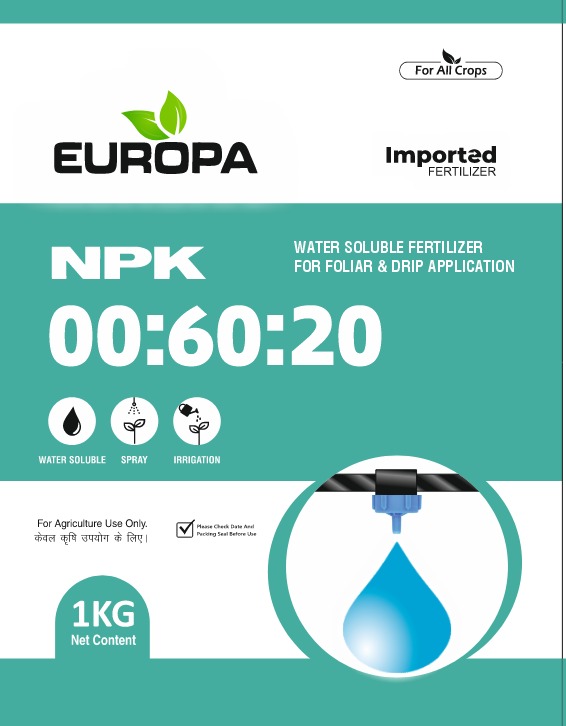 For All Crops
EUROPA
Imported
FERTILIZER
NPK
WATER SOLUBLE FERTILIZER
FOR FOLIAR & DRIP APPLICATION
00:60:20
WATER SOLUBLE
SPRAY
IRRIGATION
For Agriculture Use Only.
केवल कृषि उपयोग के लिए।
Please Check Date And
Packing Seal Before Use
1KG
Net Content